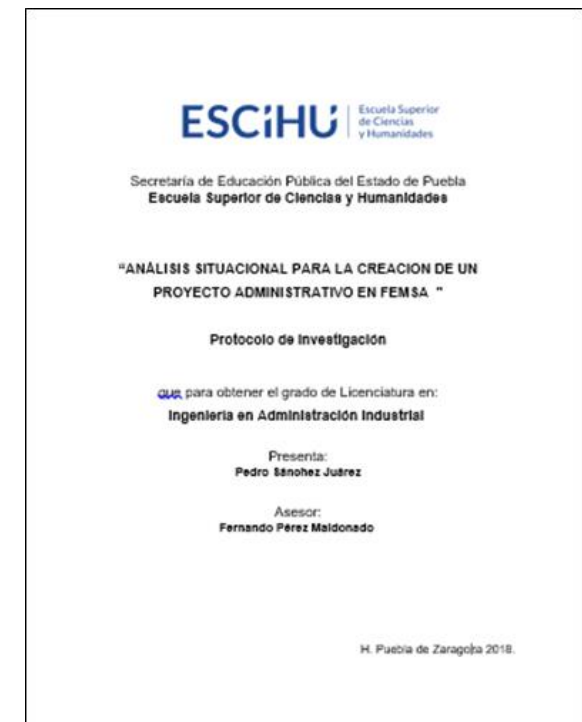 ESCiHU
Escuela Superior
de Ciencias
y Humanidades
Secretaría de Educación Pública del Estado de Puebla
Escuela Superior de Ciencias y Humanidades
“ANÁLISIS SITUACIONAL PARA LA CREACION DE UN
PROYECTO ADMINISTRATIVO EN FEMSA ”
Protocolo de Investigación
que para obtener el grado de Licenciatura en:
Ingeniería en Administración Industrial
Presenta:
Pedro Sánchez Juárez
Asesor:
Fernando Pérez Maldonado
H. Puebla de Zaragoza 2018.